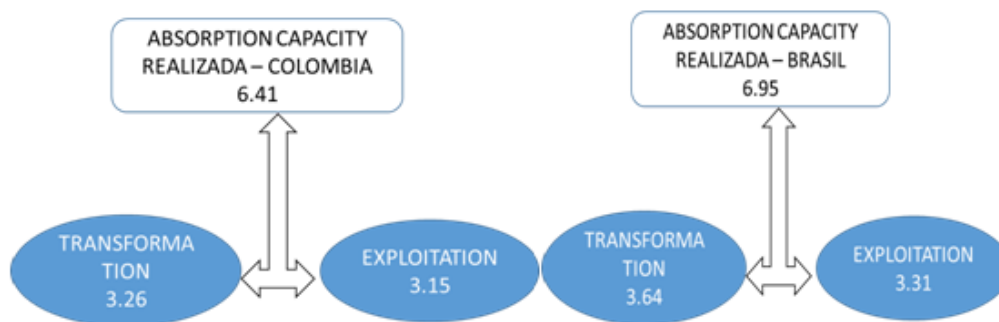 ABSORPTION CAPACITY
REALIZADA – COLOMBIA
6.41
ABSORPTION CAPACITY
REALIZADA – BRASIL
6.95
TRANSFORMA
TION
3.26
EXPLOITATION
3.15
TRANSFORMA
TION
3.64
EXPLOITATION
3.31